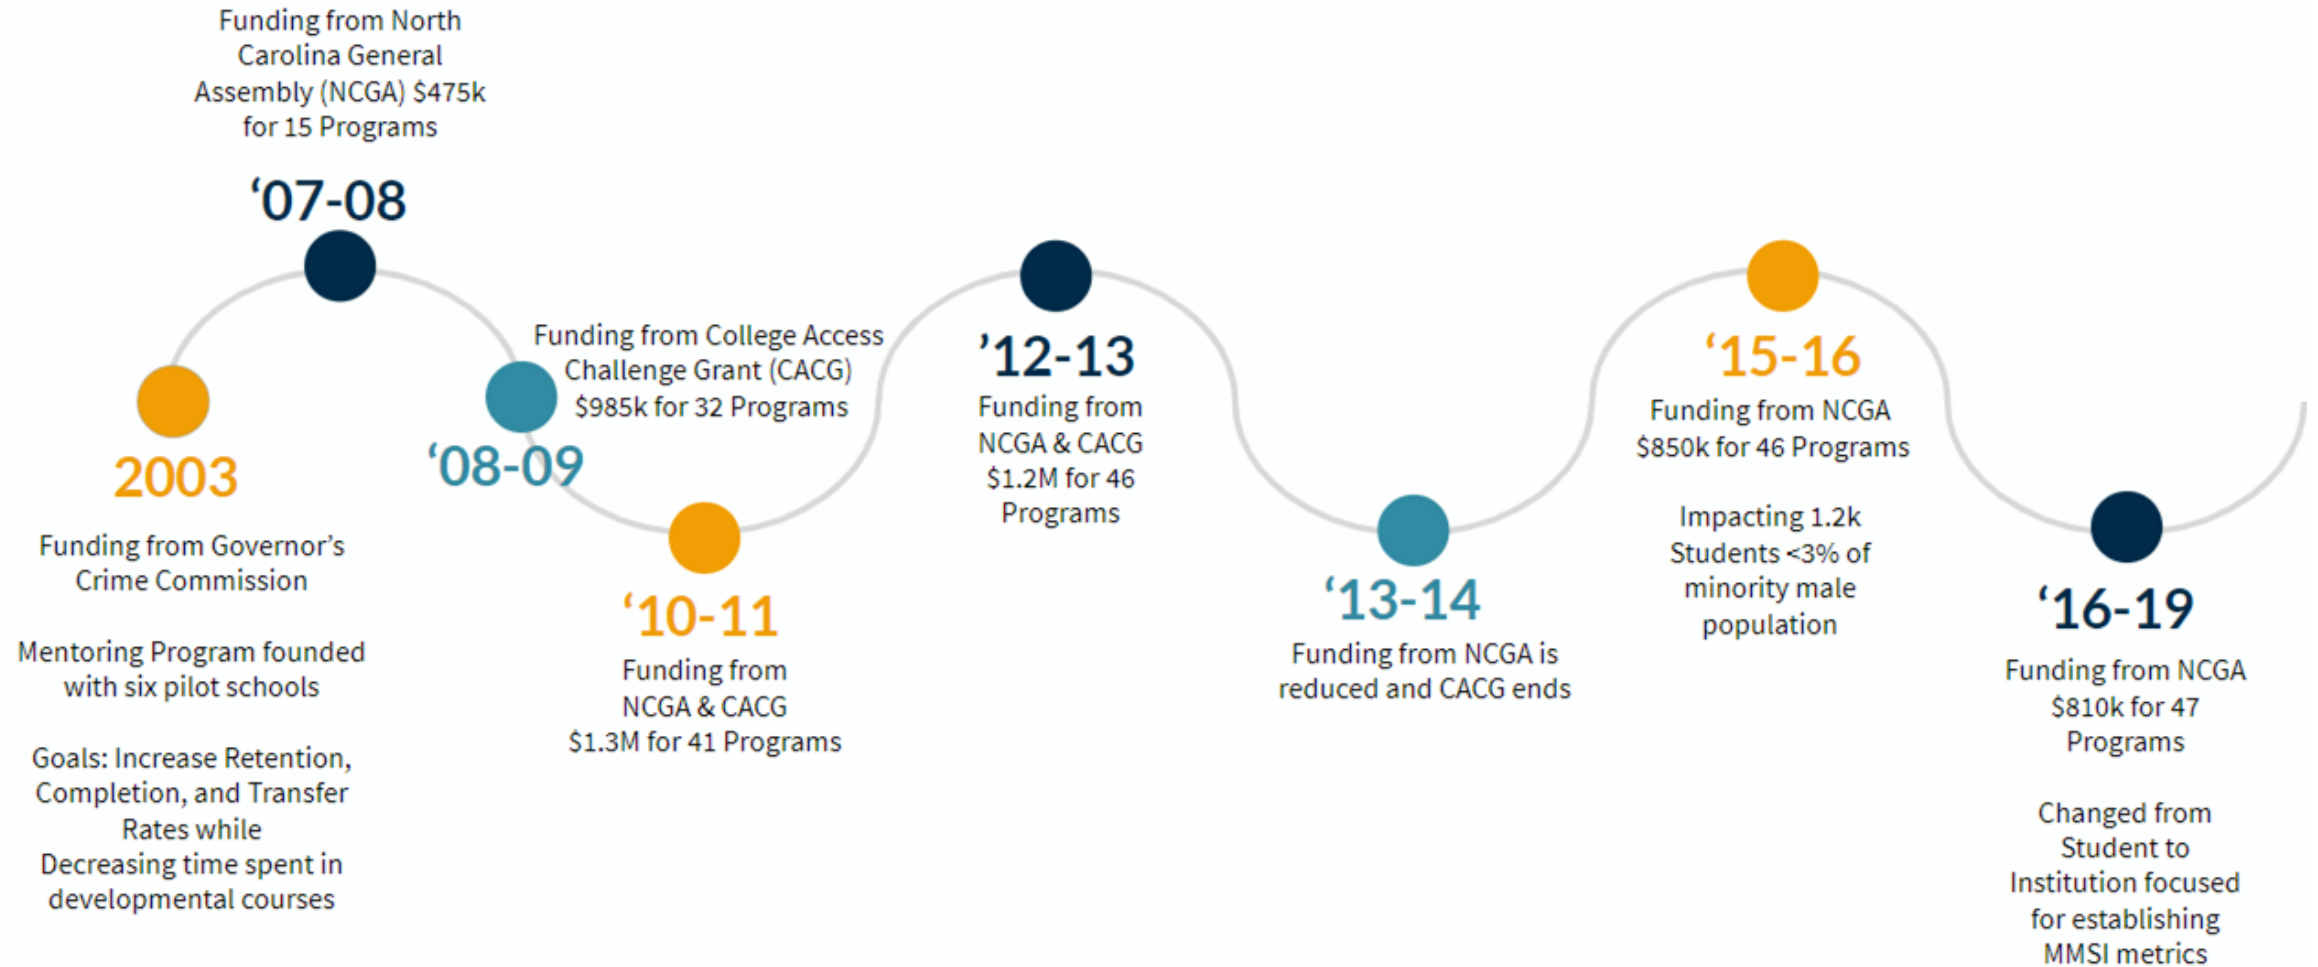 Funding from North
Carolina General
Assembly (NCGA) $475k
for 15 Programs
‘07-08
2003
Funding from Governor’s
Crime Commission
Mentoring Program founded
with six pilot schools
Goals: Increase Retention,
Completion, and Transfer
Rates while
Decreasing time spent in
developmental courses
Funding from College Access
Challenge Grant (CACG)
$985k for 32 Programs
‘08-09
‘10-11
Funding from
NCGA & CACG
$1.3M for 41 Programs
’12-13
Funding from
NCGA & CACG
$1.2M for 46
Programs
‘13-14
Funding from NCGA is
reduced and CACG ends
‘15-16
Funding from NCGA
$850k for 46 Programs
Impacting 1.2k
Students <3% of
minority male
population
‘16-19
Funding from NCGA
$810k for 47
Programs
Changed from
Student to
Institution focused
for establishing
MMSI metrics